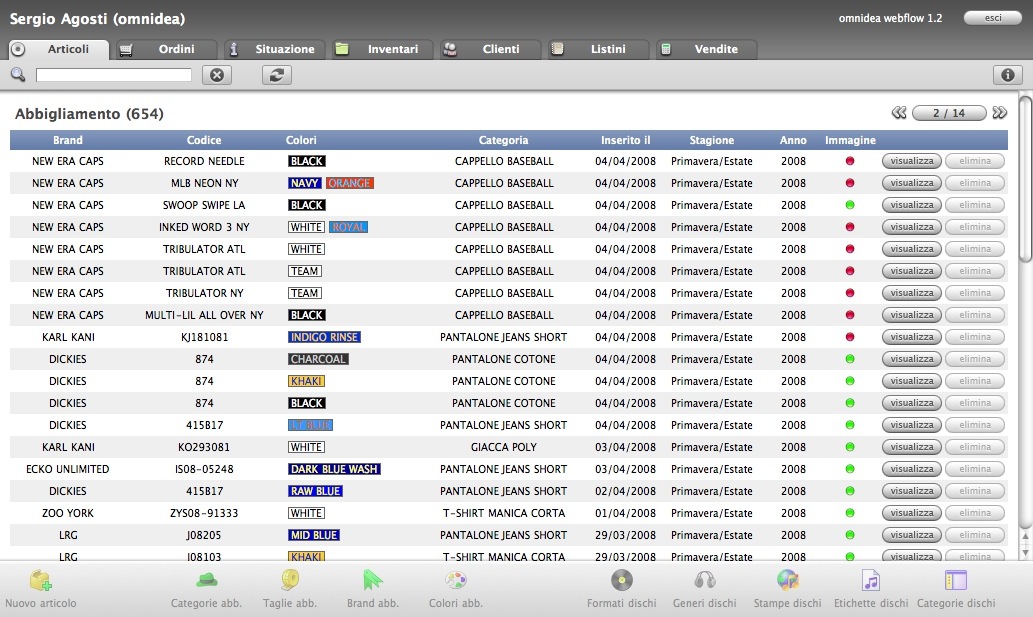 Sergio Agosti (omnidea)
omnidea webflow 1.2 esci
Articoli Ordini Situazione Inventari Clienti Listini Vendite
Abbigliamento (654) 2 / 14
Brand Codice Colori Categoria Inserito il Stagione Anno Immagine
NEW ERA CAPS RECORD NEEDLE BLACK CAPPELLO BASEBALL 04/04/2008 Primavera/Estate 2008 visualizza elimina
NEW ERA CAPS MLB NEON NY NAVY ORANGE CAPPELLO BASEBALL 04/04/2008 Primavera/Estate 2008 visualizza elimina
NEW ERA CAPS SWOOP SWIPE LA BLACK CAPPELLO BASEBALL 04/04/2008 Primavera/Estate 2008 visualizza elimina
NEW ERA CAPS INKED WORD 3 NY WHITE ROYAL CAPPELLO BASEBALL 04/04/2008 Primavera/Estate 2008 visualizza elimina
NEW ERA CAPS TRIBULATOR ATL WHITE CAPPELLO BASEBALL 04/04/2008 Primavera/Estate 2008 visualizza elimina
NEW ERA CAPS TRIBULATOR ATL TEAM CAPPELLO BASEBALL 04/04/2008 Primavera/Estate 2008 visualizza elimina
NEW ERA CAPS TRIBULATOR NY TEAM CAPPELLO BASEBALL 04/04/2008 Primavera/Estate 2008 visualizza elimina
NEW ERA CAPS MULTI-LIL ALL OVER NY BLACK CAPPELLO BASEBALL 04/04/2008 Primavera/Estate 2008 visualizza elimina
KARL KANI KJ181081 INDIGO RINSE PANTALONE JEANS SHORT 04/04/2008 Primavera/Estate 2008 visualizza elimina
DICKIES 874 CHARCOAL PANTALONE COTONE 04/04/2008 Primavera/Estate 2008 visualizza elimina
DICKIES 874 KHAKI PANTALONE COTONE 04/04/2008 Primavera/Estate 2008 visualizza elimina
DICKIES 874 BLACK PANTALONE COTONE 04/04/2008 Primavera/Estate 2008 visualizza elimina
DICKIES 415B17 LT BLUE PANTALONE JEANS SHORT 04/04/2008 Primavera/Estate 2008 visualizza elimina
KARL KANI KO293081 WHITE GIACCA POLY 03/04/2008 Primavera/Estate 2008 visualizza elimina
ECKO UNLIMITED IS08-05248 DARK BLUE WASH PANTALONE JEANS SHORT 03/04/2008 Primavera/Estate 2008 visualizza elimina
DICKIES 415B17 RAW BLUE PANTALONE JEANS SHORT 02/04/2008 Primavera/Estate 2008 visualizza elimina
ZOO YORK ZYS08-91333 WHITE T-SHIRT MANICA CORTA 01/04/2008 Primavera/Estate 2008 visualizza elimina
LRG J08205 MID BLUE PANTALONE JEANS SHORT 29/03/2008 Primavera/Estate 2008 visualizza elimina
LRG J08103 KHAKI T-SHIRT MANICA CORTA 29/03/2008 Primavera/Estate 2008 visualizza elimina
Nuovo articolo Categorie abb. Taglie abb. Brand abb. Colori abb. Formati dischi Generi dischi Stampe dischi Etichette dischi Categorie dischi